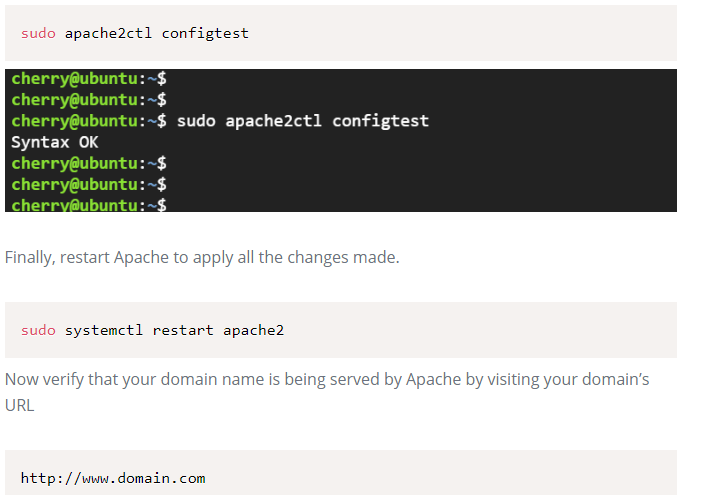 sudo apache2ctl configtest
cherry@ubuntu:~$
cherry@ubuntu:~$
cherry@ubuntu:~$ sudo apache2ctl configtest
Syntax OK
cherry@ubuntu:~$
cherry@ubuntu:~$
cherry@ubuntu:~$
Finally, restart Apache to apply all the changes made.
sudo systemctl restart apache2
Now verify that your domain name is being served by Apache by visiting your domain’s
URL
http://www.domain.com